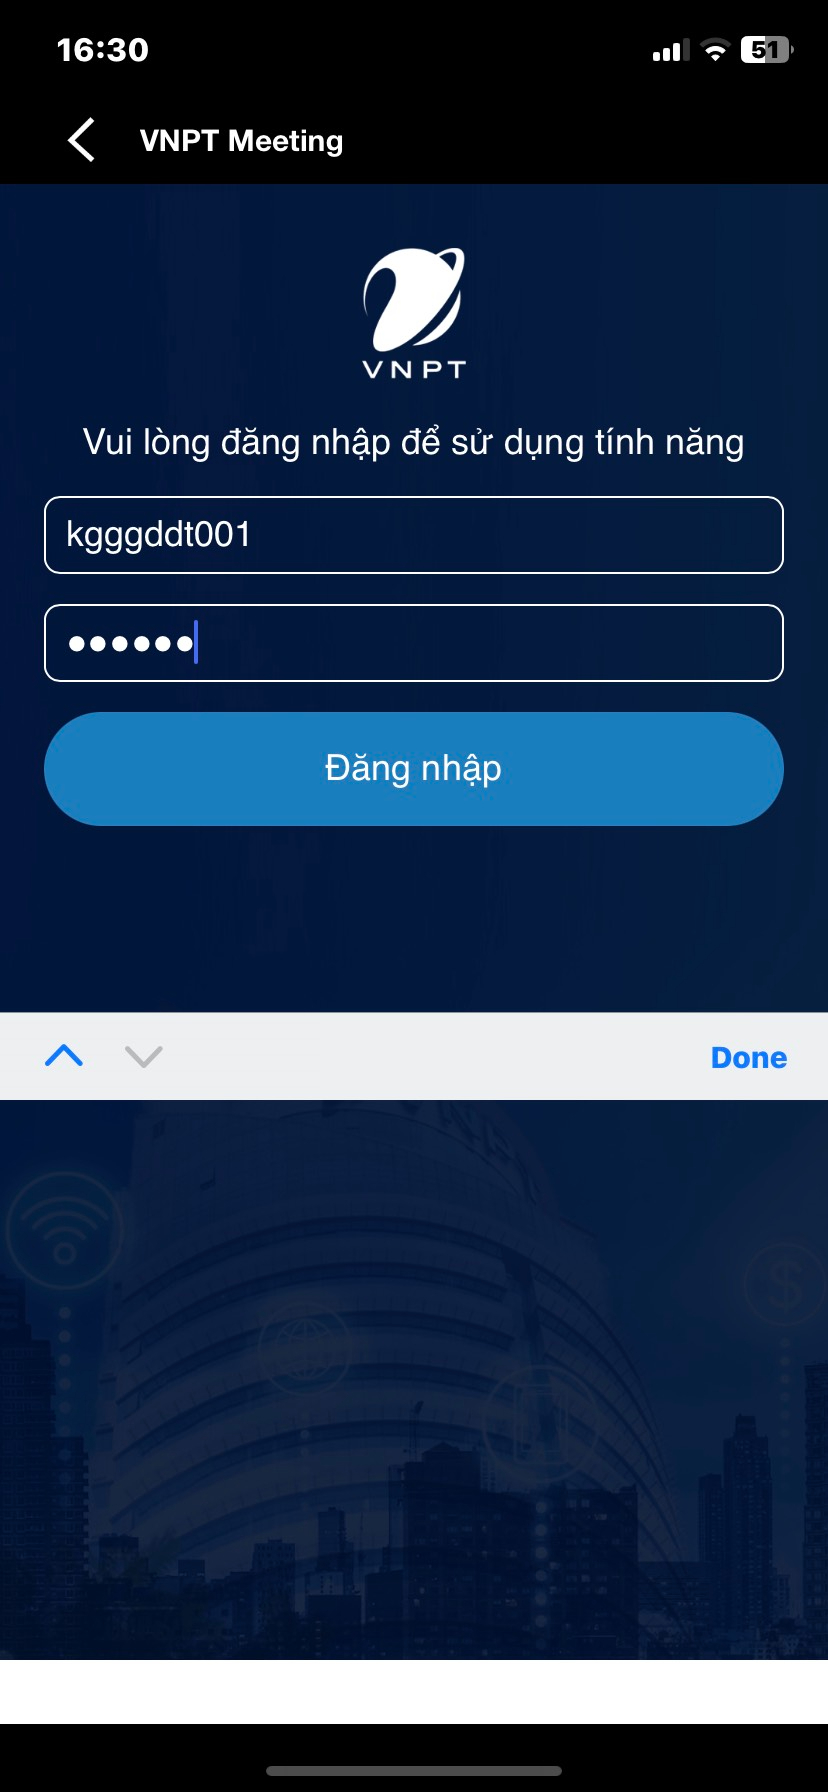 16:30
51
VNPT Meeting
VNPT
Vui lòng đăng nhập để sử dụng tính năng
kgggddt001
••••••
Đăng nhập
Done